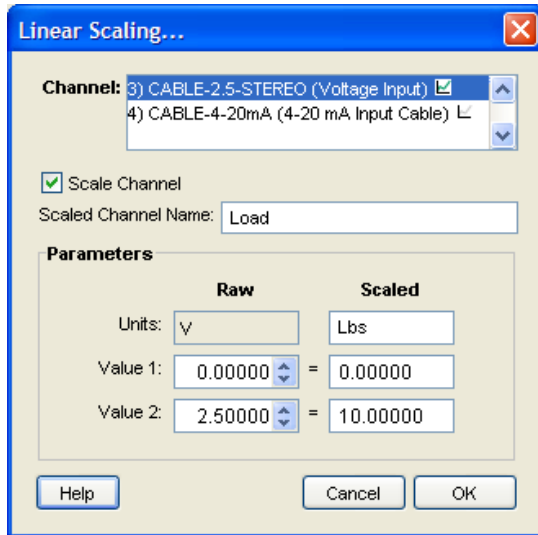 Linear Scaling...
Channel: 3) CABLE-2.5-STEREO (Voltage Input)
4) CABLE-4-20mA (4-20 mA Input Cable)
Scale Channel
Scaled Channel Name: Load
Parameters
Raw Scaled
Units: V Lbs
Value 1: 0.00000 = 0.00000
Value 2: 2.50000 = 10.00000
Help Cancel OK